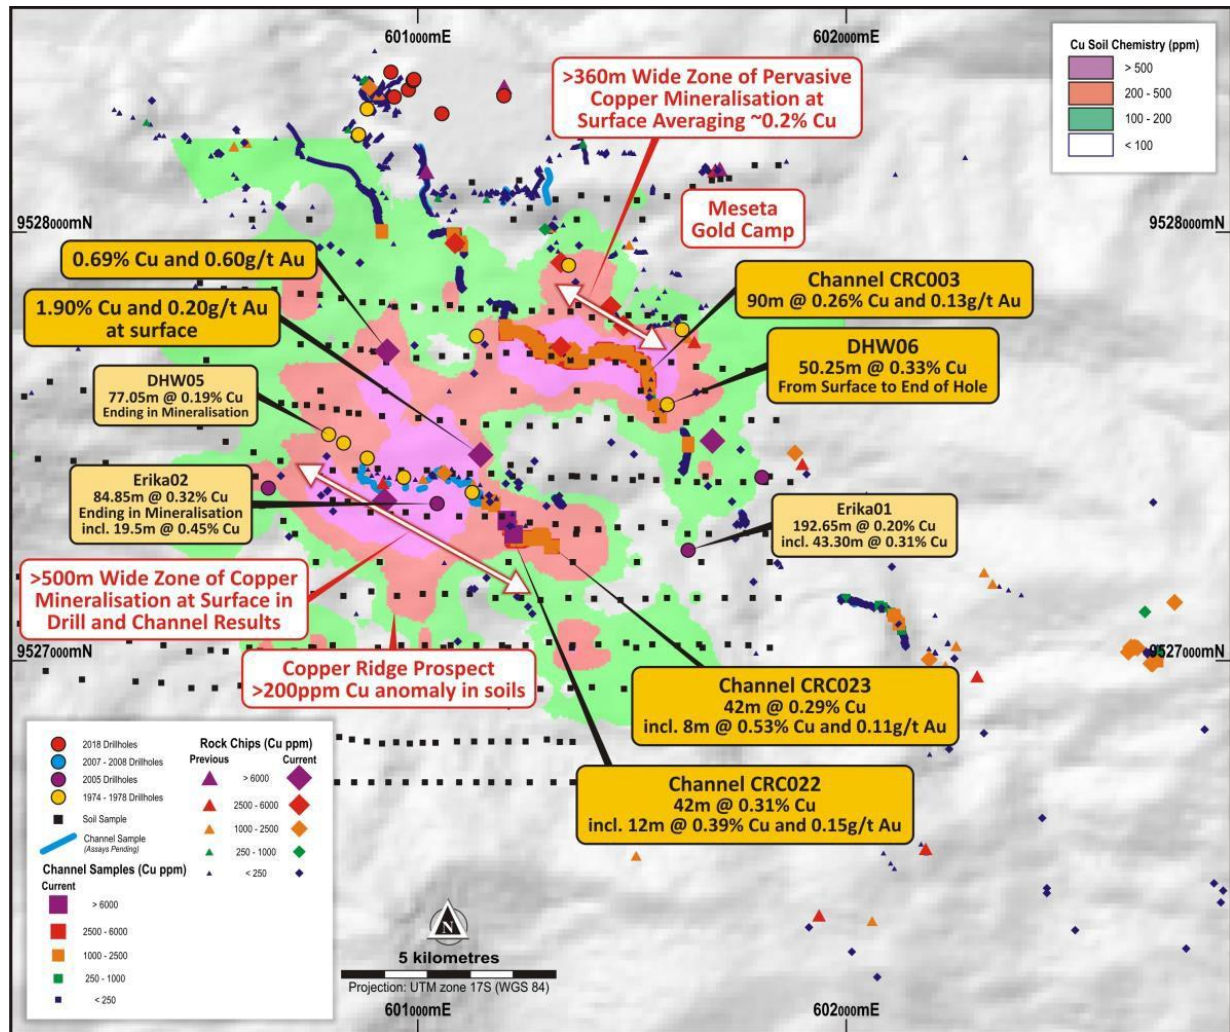 601000mE
602000mE
Cu Soil Chemistry (ppm)
> 500
200 - 500
100 - 200
< 100
>360m Wide Zone of Pervasive
Copper Mineralisation at
Surface Averaging ~0.2% Cu
Meseta
Gold Camp
9528000mN
9528000mN
0.69% Cu and 0.60g/t Au
1.90% Cu and 0.20g/t Au
at surface
Channel CRC003
90m @ 0.26% Cu and 0.13g/t Au
DHW06
50.25m @ 0.33% Cu
From Surface to End of Hole
DHW05
77.05m @ 0.19% Cu
Ending in Mineralisation
Erika02
84.85m @ 0.32% Cu
Ending in Mineralisation
incl. 19.5m @ 0.45% Cu
Erika01
192.65m @ 0.20% Cu
incl. 43.30m @ 0.31% Cu
>500m Wide Zone of Copper
Mineralisation at Surface in
Drill and Channel Results
9527000mN
9527000mN
Copper Ridge Prospect
>200ppm Cu anomaly in soils
Channel CRC023
42m @ 0.29% Cu
incl. 8m @ 0.53% Cu and 0.11g/t Au
Channel CRC022
42m @ 0.31% Cu
incl. 12m @ 0.39% Cu and 0.15g/t Au
2018 Drillholes
2007 - 2008 Drillholes
2005 Drillholes
1974 - 1978 Drillholes
Soil Sample
Channel Sample
(Assays Pending)
Channel Samples (Cu ppm)
Current
> 6000
2500 - 6000
1000 - 2500
250 - 1000
< 250
Rock Chips (Cu ppm)
Previous Current
> 6000
2500 - 6000
1000 - 2500
250 - 1000
< 250
N
5 kilometres
Projection: UTM zone 17S (WGS 84)
601000mE
602000mE